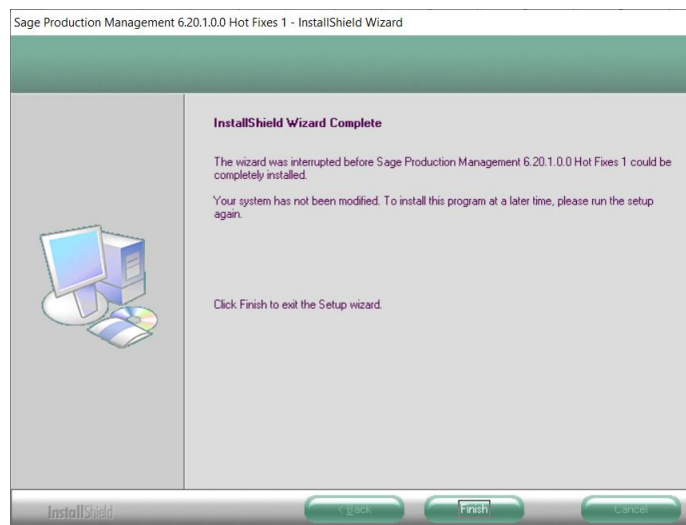 Sage Production Management 6.20.1.0.0 Hot Fixes 1 - InstallShield Wizard
InstallShield Wizard Complete
The wizard was interrupted before Sage Production Management 6.20.1.0.0 Hot Fixes 1 could be
completely installed.
Your system has not been modified. To install this program at a later time, please run the setup
again.
Click Finish to exit the Setup wizard.
InstallShield
< Back
Finish
Cancel